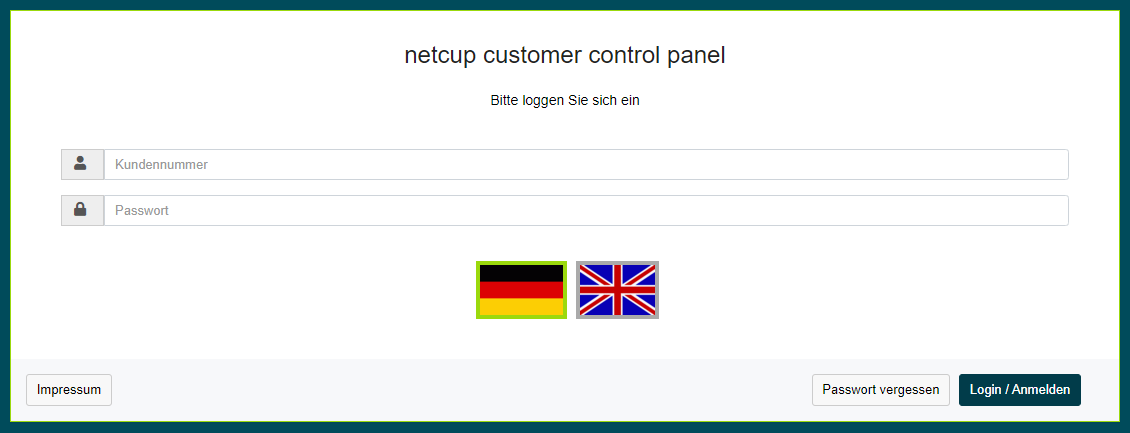 netcup customer control panel
Bitte loggen Sie sich ein
Kundennummer
Passwort
Impressum
Passwort vergessen
Login / Anmelden